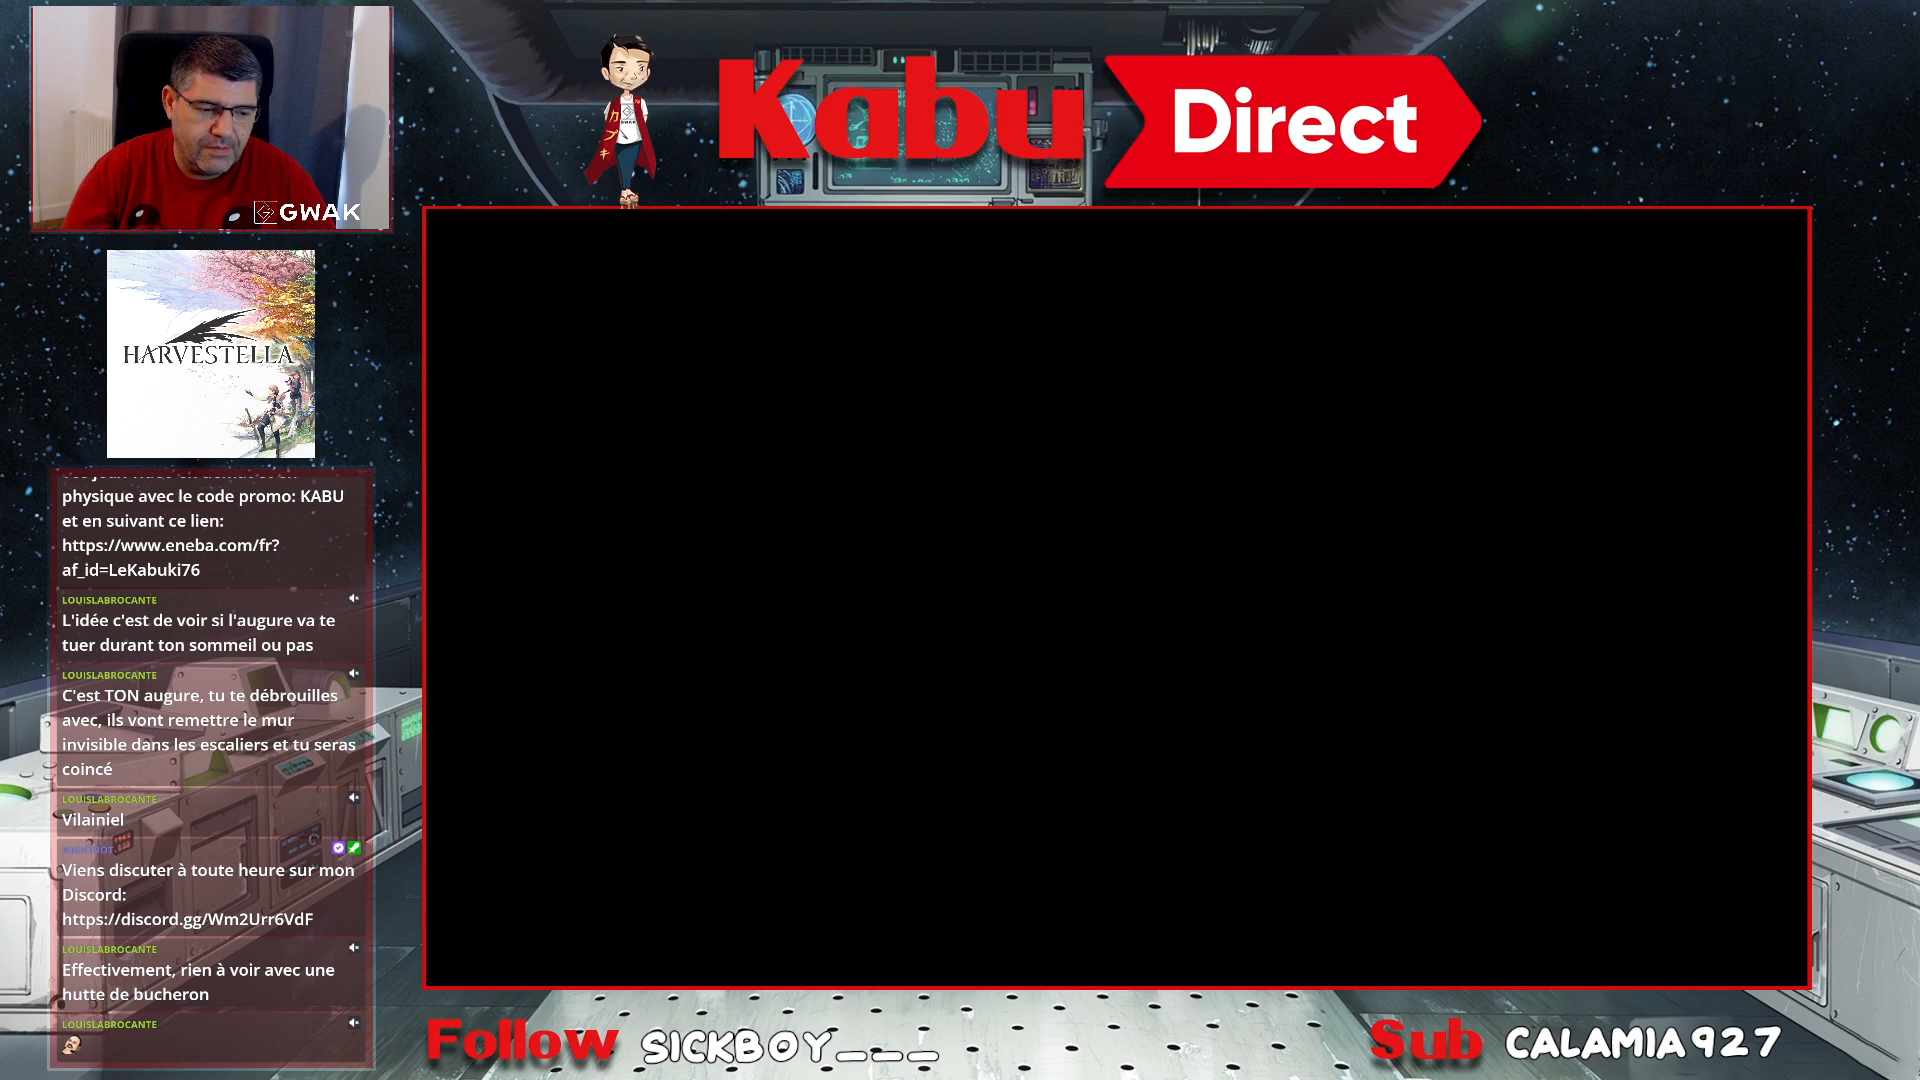 Kabu Direct
GWAK
HARVESTELLA
physique avec le code promo: KABU
et en suivant ce lien:
https://www.eneba.com/fr?
af_id=LeKabuki76
LOUISLABROCANTE
L'idée c'est de voir si l'augure va te
tuer durant ton sommeil ou pas
LOUISLABROCANTE
C'est TON augure, tu te débrouilles
avec, ils vont remettre le mur
invisible dans les escaliers et tu seras
coincé
LOUISLABROCANTE
Vilainiel
NIGHTBOT
Viens discuter à toute heure sur mon
Discord:
https://discord.gg/Wm2Urr6VdF
LOUISLABROCANTE
Effectivement, rien à voir avec une
hutte de bucheron
LOUISLABROCANTE
Follow SICKBOY___
Sub CALAMIA927